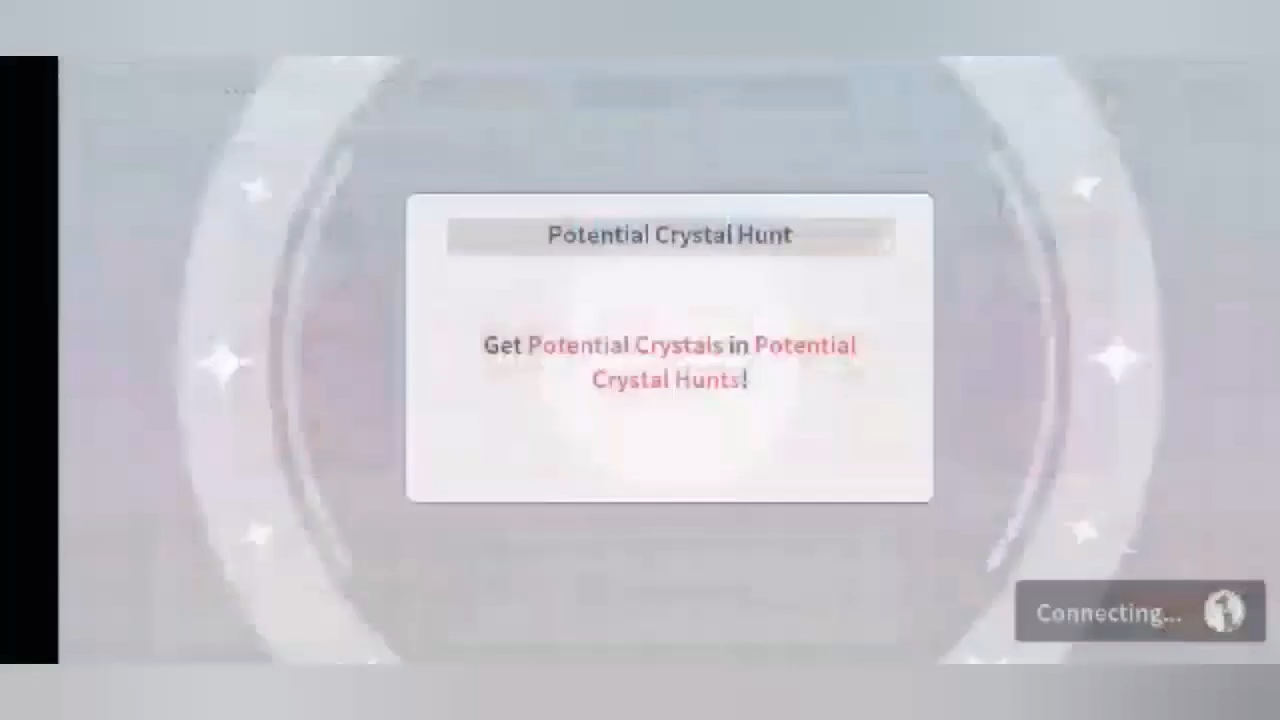 Potential Crystal Hunt
Get Potential Crystals in Potential
Crystal Hunts!
Connecting...